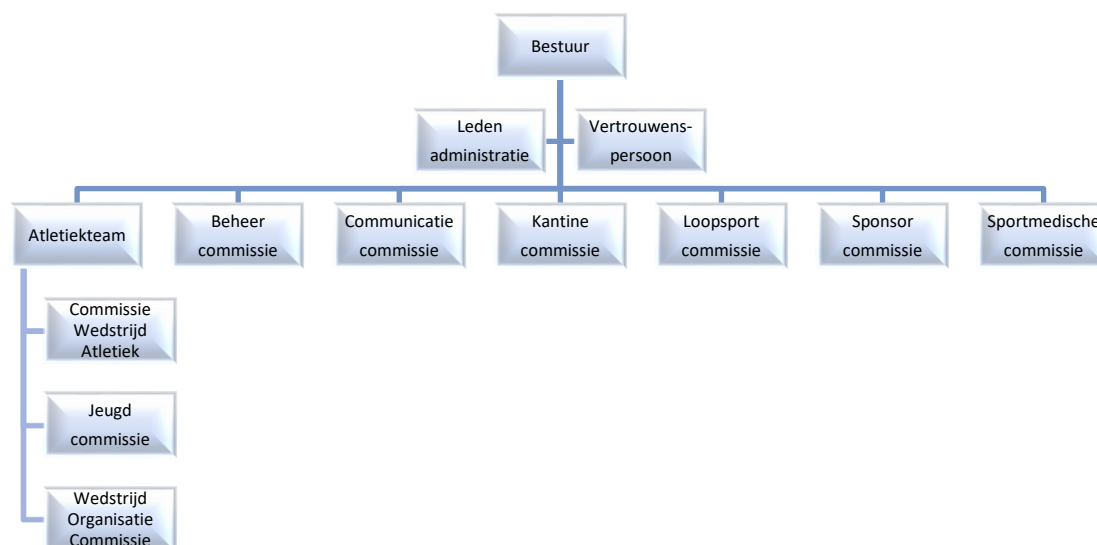 Bestuur
Leden
administratie
Vertrouwens-
persoon
Atletiekteam
Beheer
commissie
Communicatie
commissie
Kantine
commissie
Loopsport
commissie
Sponsor
commissie
Sportmedische
commissie
Commissie
Wedstrijd
Atletiek
Jeugd
commissie
Wedstrijd
Organisatie
Commissie